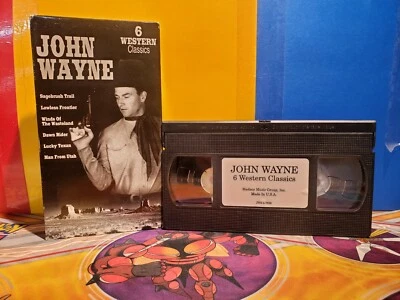 JOHN
WAYNE
6
WESTERN
Classics
Sagebrush Trail
Lawless Frontier
Winds Of
The Wasteland
Dawn Rider
Lucky Texan
Man From Utah
JOHN WAYNE
6 Western Classics
Made in U.S.A.